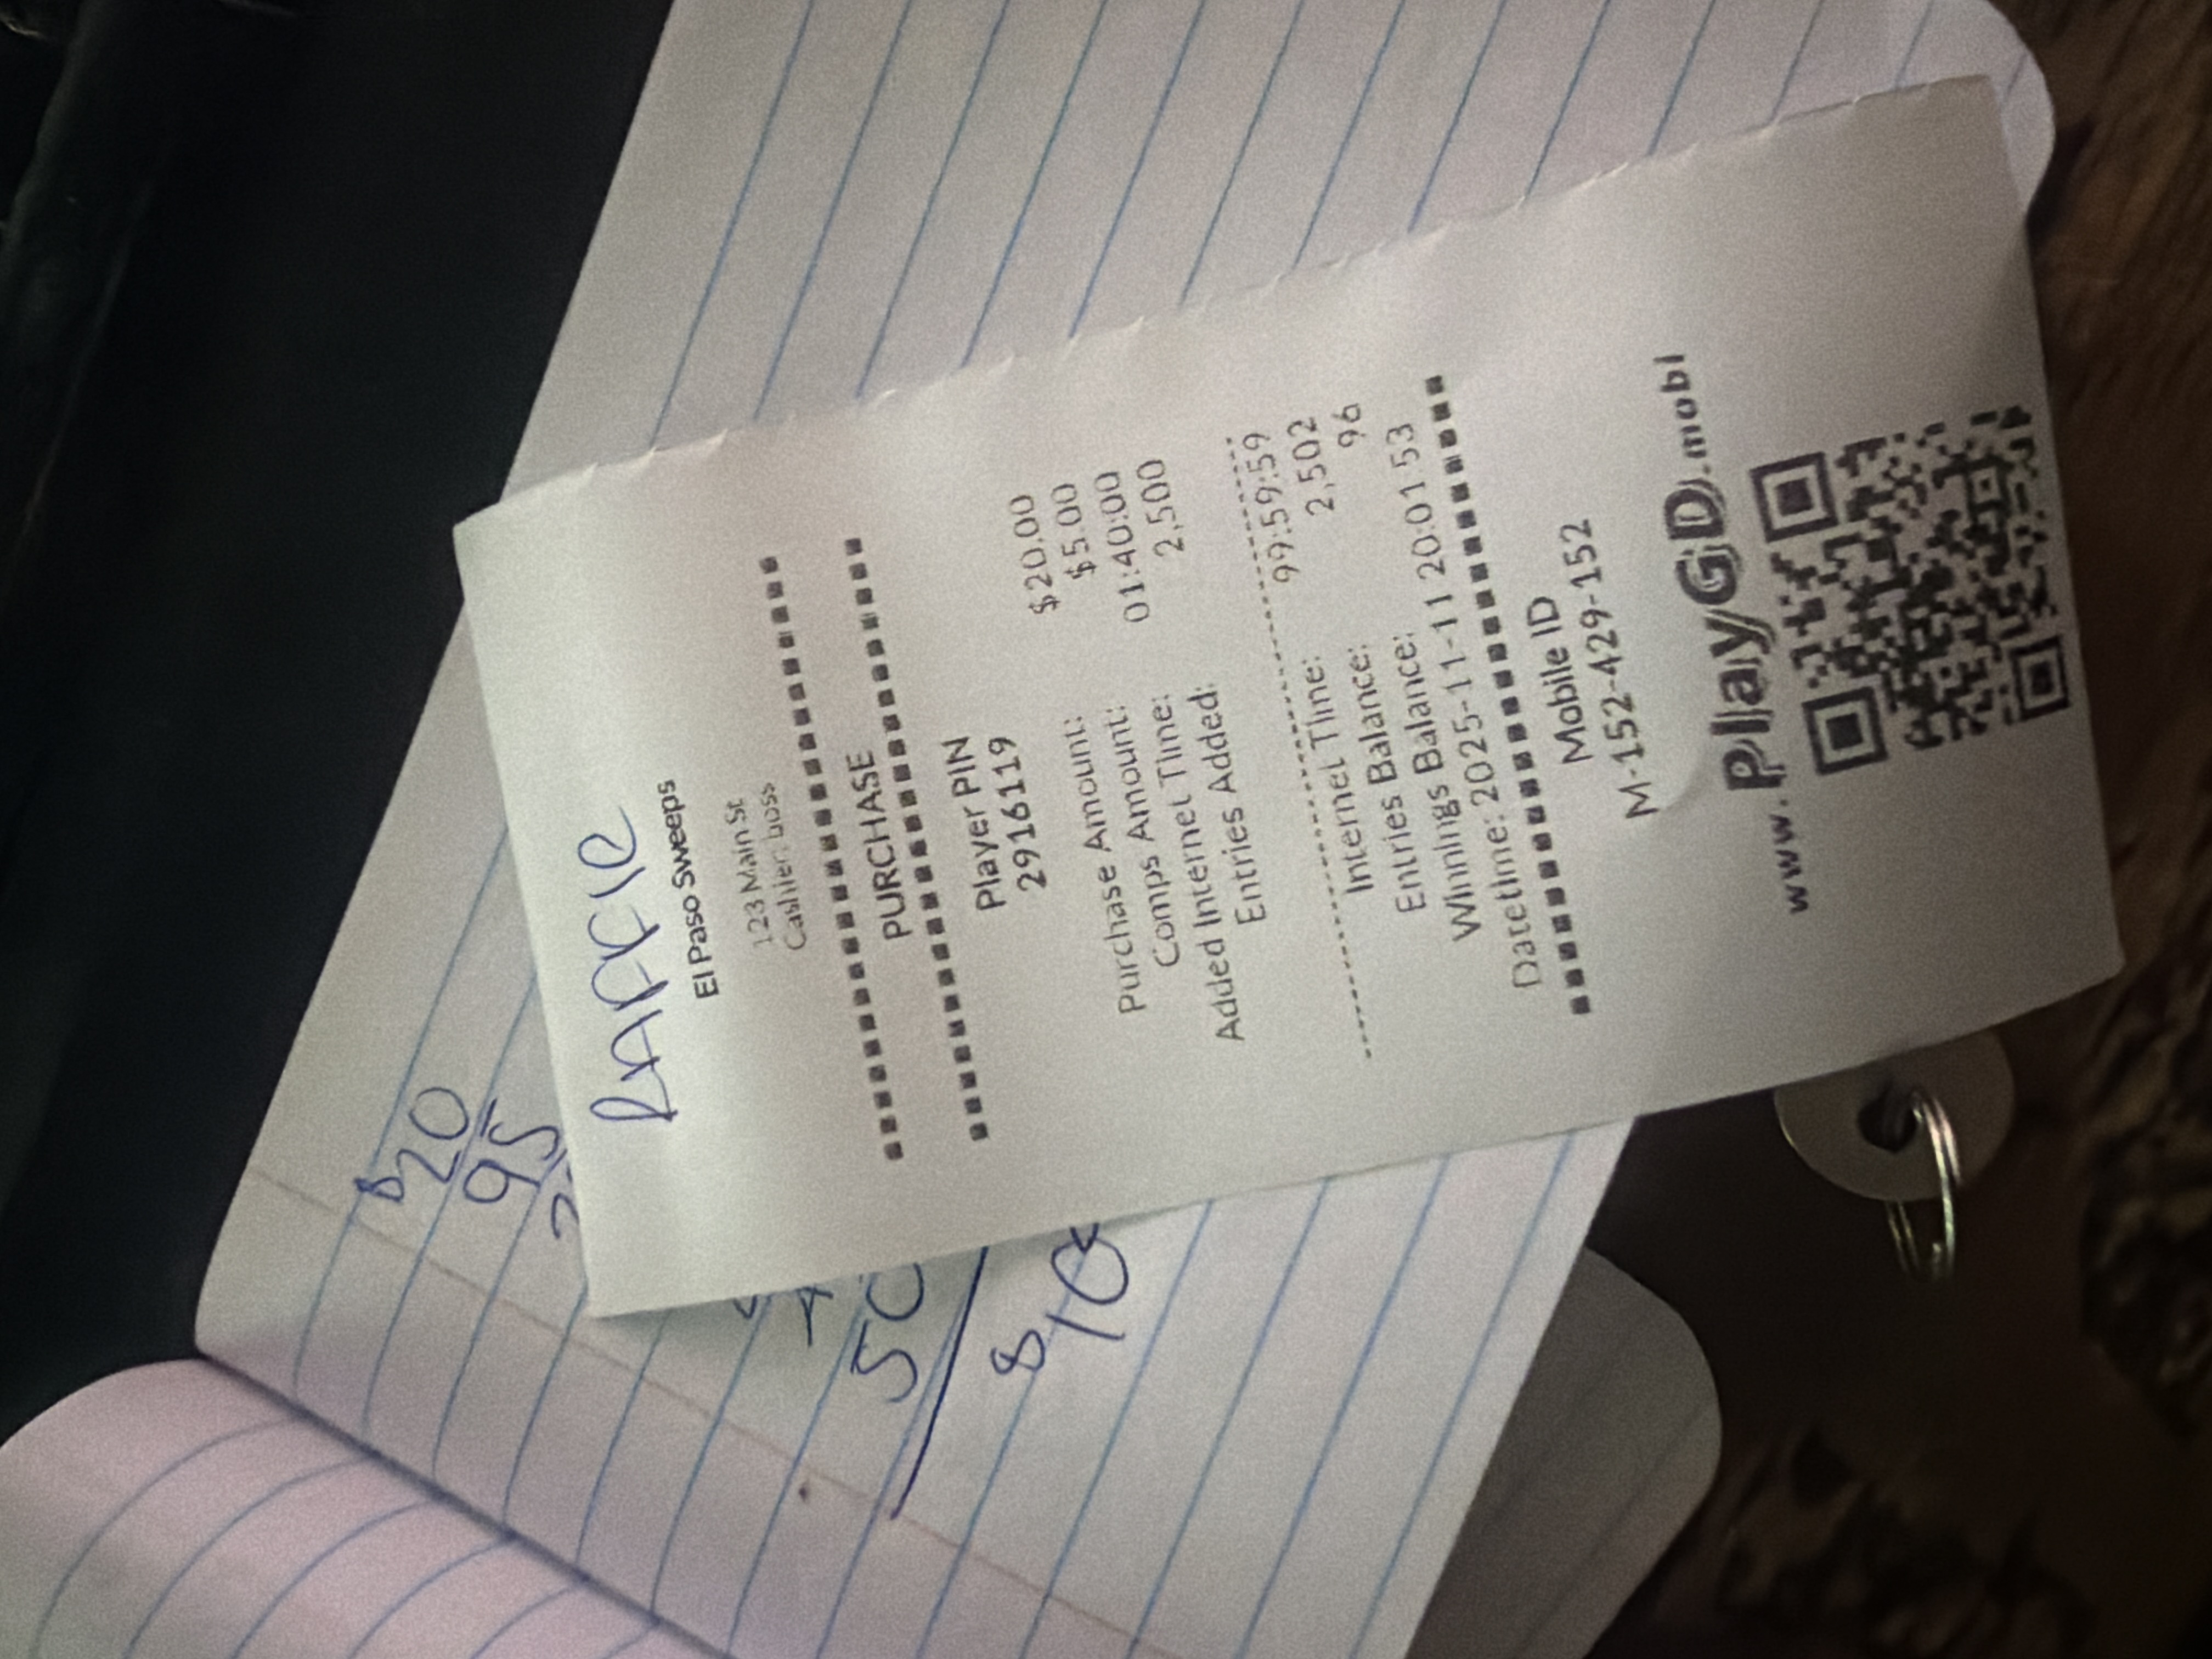 El Paso Sweeps
123 Main St
Cashier: boss
PURCHASE
Player PIN
2916119
Purchase Amount: $20.00
Comps Amount: $5.00
Added Internet Time: 01:40:00
Entries Added: 2,500
Internet Time: 99:59:59
Entries Balance: 2,502
Winnings Balance: 96
Datetime: 2025-11-11 20:01:53
Mobile ID
M-152-429-152
www.PlayGD.mobi
$20
95
50
$10